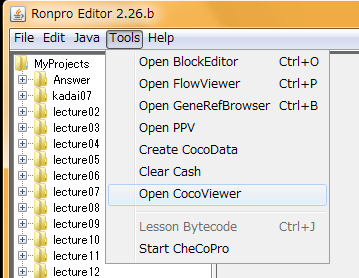 Ronpro Editor 2.26.b
File Edit Java Tools Help
MyProjects
Answer
kadai07
lecture02
lecture03
lecture04
lecture05
lecture06
lecture07
lecture08
lecture09
lecture10
lecture11
lecture12
Open BlockEditor Ctrl+O
Open FlowViewer Ctrl+P
Open GeneRefBrowser Ctrl+B
Open PPV
Create CocoData
Clear Cash
Open CocoViewer
Lesson Bytecode Ctrl+J
Start CheCoPro